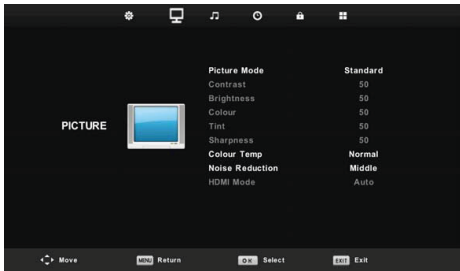 Picture Mode Standard
Contrast 50
Brightness 50
Colour 50
PICTURE Tint 50
Sharpness 50
Colour Temp Normal
Noise Reduction Middle
HDMI Mode Auto
Move MENU Return OK Select EXIT Exit